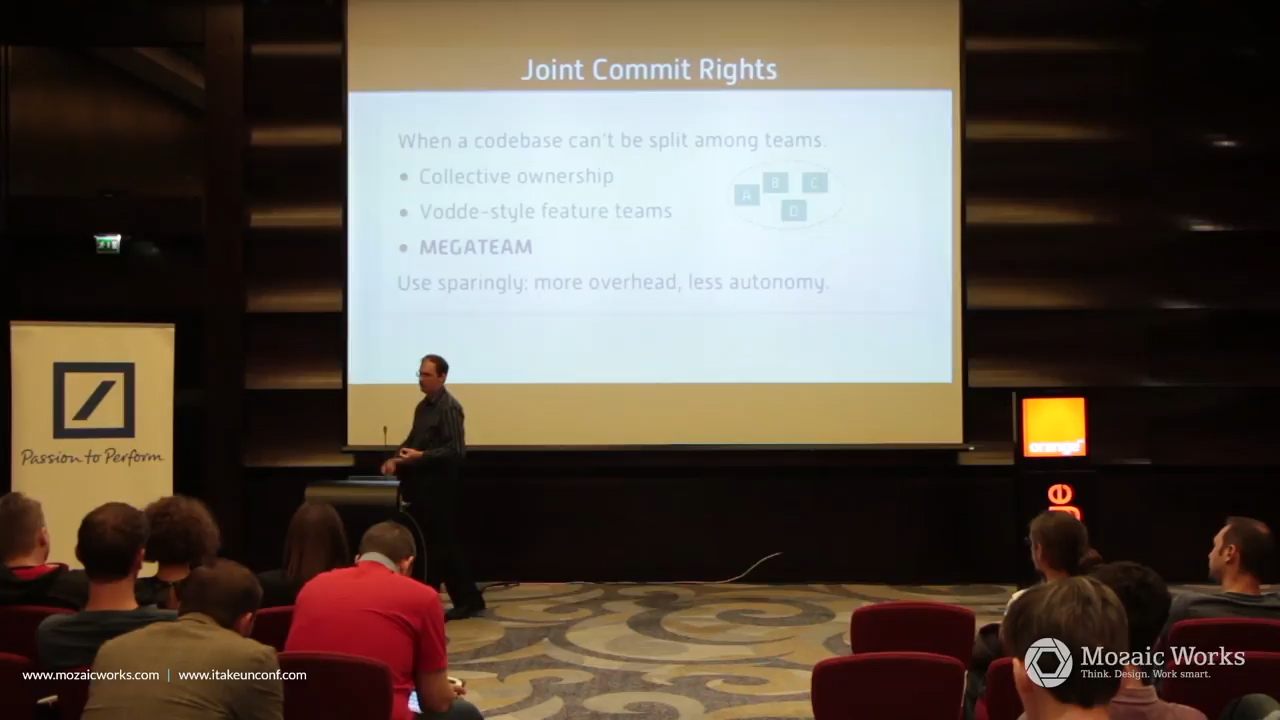 Joint Commit Rights
When a codebase can't be split among teams.
• Collective ownership
• Vodde-style feature teams
• MEGATEAM
A B C D
Use sparingly: more overhead, less autonomy.
Passion to Perform
orange™
www.mozaicworks.com | www.itakeunconf.com
Mozaic Works
Think. Design. Work smart.